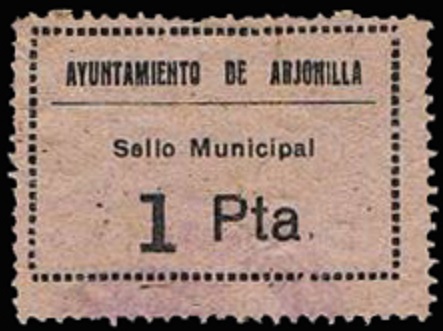 AYUNTAMIENTO DE ARJONILLA
Sello Municipal
1 Pta.